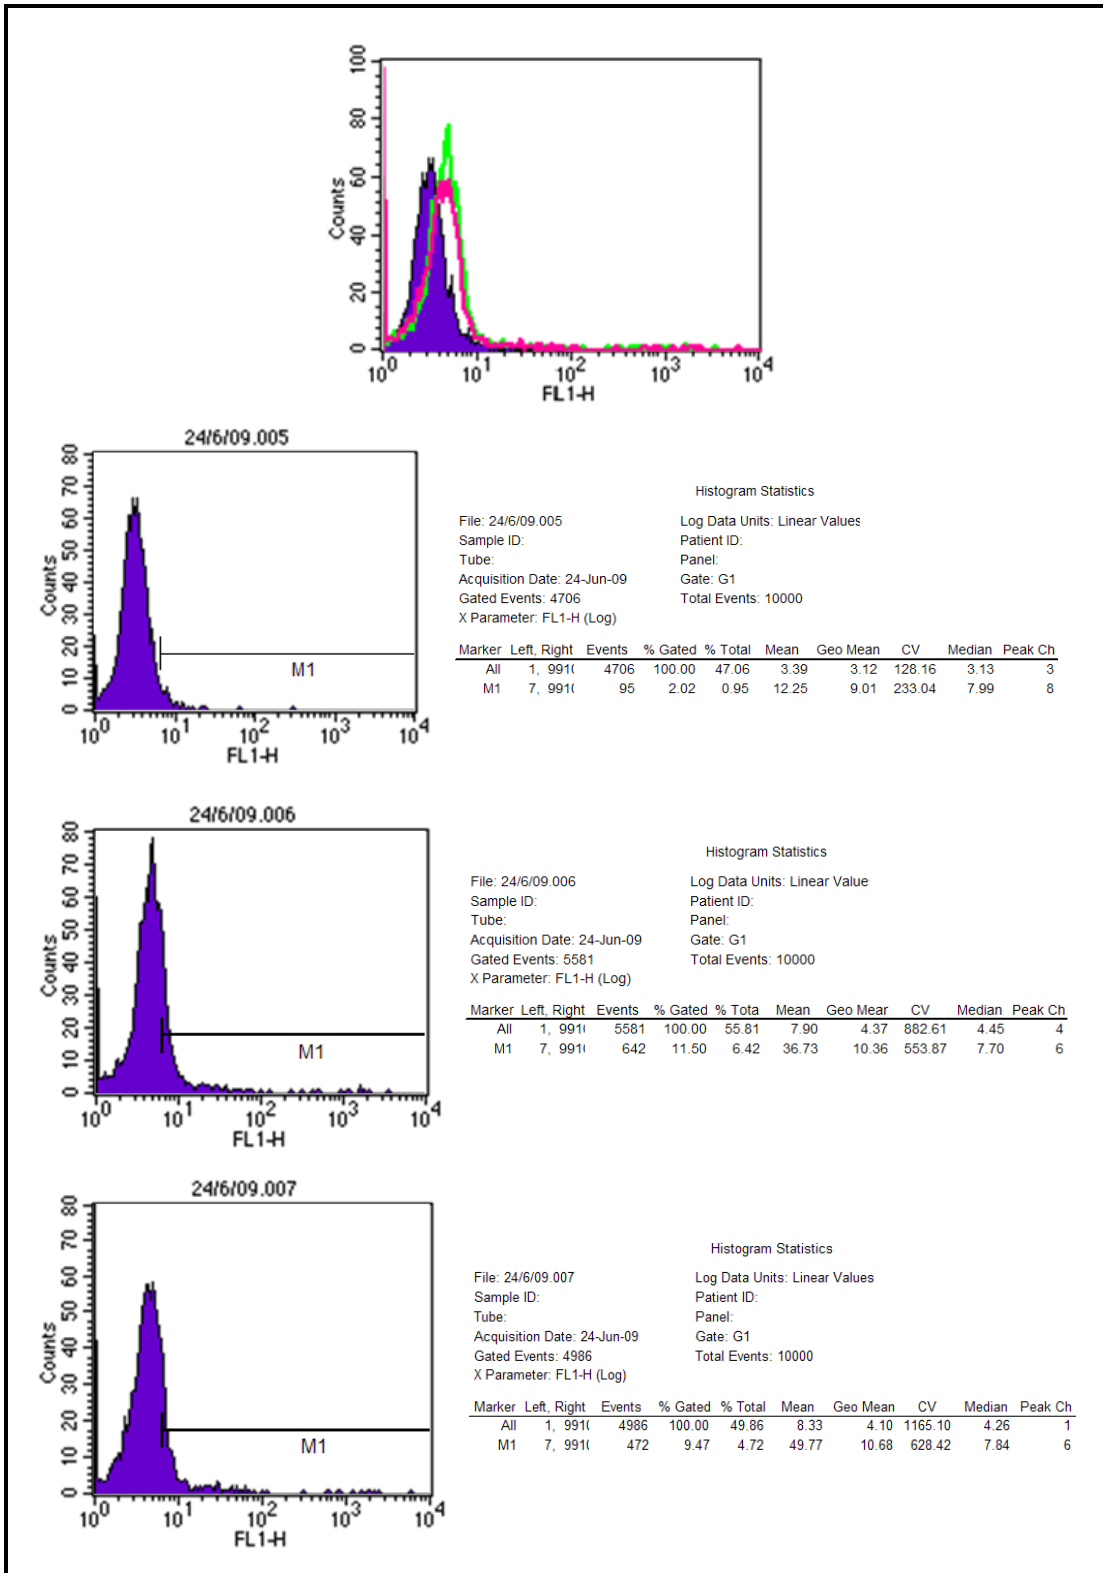 100
80
60
40
20
0
Counts
10^0 10^1 10^2 10^3 10^4
FL1-H
24/6/09.005
80
70
60
50
40
30
20
10
0
Counts
M1
10^0 10^1 10^2 10^3 10^4
FL1-H
Histogram Statistics
File: 24/6/09.005 Log Data Units: Linear Values
Sample ID: Patient ID:
Tube: Panel:
Acquisition Date: 24-Jun-09 Gate: G1
Gated Events: 4706 Total Events: 10000
X Parameter: FL1-H (Log)
Marker Left, Right Events % Gated % Total Mean Geo Mean CV Median Peak Ch
All 1, 991( 4706 100.00 47.06 3.39 3.12 128.16 3.13 3
M1 7, 991( 95 2.02 0.95 12.25 9.01 233.04 7.99 8
24/6/09.006
80
70
60
50
40
30
20
10
0
Counts
M1
10^0 10^1 10^2 10^3 10^4
FL1-H
Histogram Statistics
File: 24/6/09.006 Log Data Units: Linear Value
Sample ID: Patient ID:
Tube: Panel:
Acquisition Date: 24-Jun-09 Gate: G1
Gated Events: 5581 Total Events: 10000
X Parameter: FL1-H (Log)
Marker Left, Right Events % Gated % Tota Mean Geo Mear CV Median Peak Ch
All 1, 991( 5581 100.00 55.81 7.90 4.37 882.61 4.45 4
M1 7, 991( 642 11.50 6.42 36.73 10.36 553.87 7.70 6
24/6/09.007
80
70
60
50
40
30
20
10
0
Counts
M1
10^0 10^1 10^2 10^3 10^4
FL1-H
Histogram Statistics
File: 24/6/09.007 Log Data Units: Linear Values
Sample ID: Patient ID:
Tube: Panel:
Acquisition Date: 24-Jun-09 Gate: G1
Gated Events: 4986 Total Events: 10000
X Parameter: FL1-H (Log)
Marker Left, Right Events % Gated % Total Mean Geo Mean CV Median Peak Ch
All 1, 991( 4986 100.00 49.86 8.33 4.10 1165.10 4.26 1
M1 7, 991( 472 9.47 4.72 49.77 10.68 628.42 7.84 6